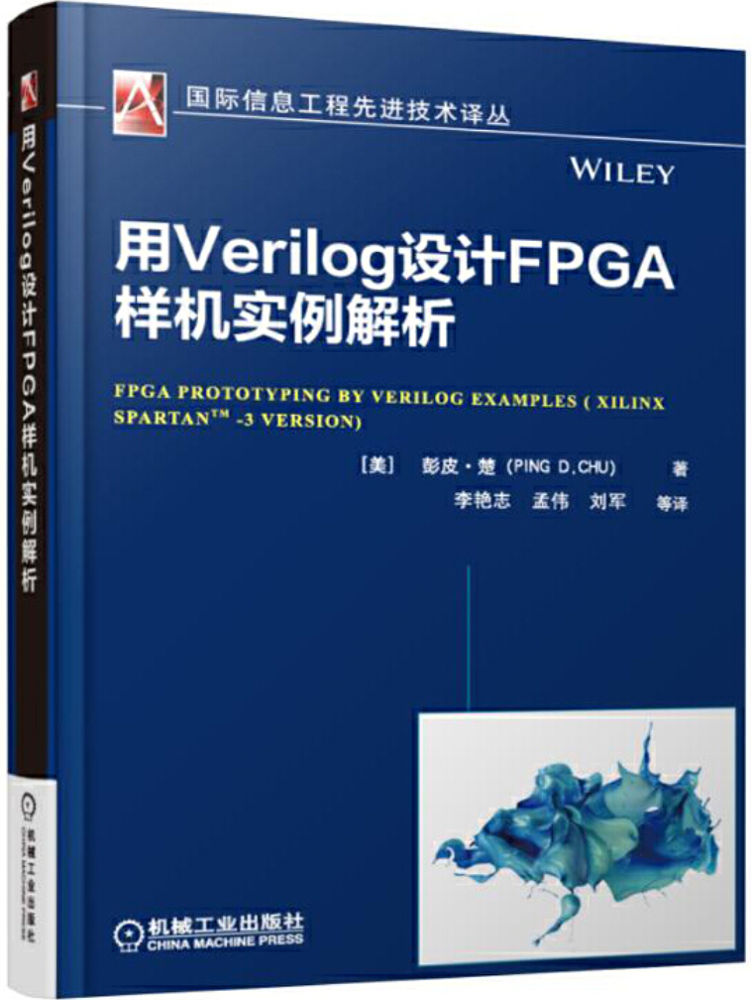 国际信息工程先进技术译丛
WILEY
用Verilog设计FPGA
样机实例解析
FPGA PROTOTYPING BY VERILOG EXAMPLES ( XILINX
SPARTAN™ -3 VERSION)
[美] 彭皮·楚 (PING D.CHU) 著
李艳志 孟伟 刘军 等译
机械工业出版社
CHINA MACHINE PRESS
用Verilog设计FPGA样机实例解析
机械工业出版社
CHINA MACHINE PRESS